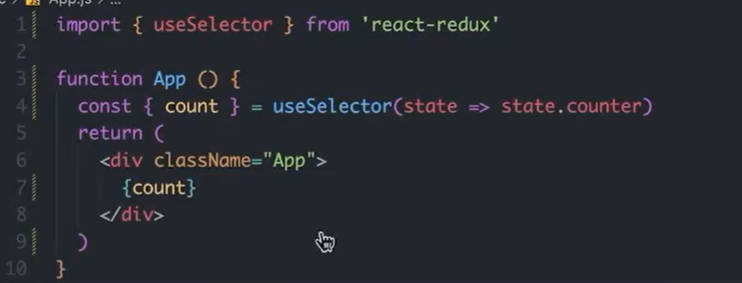 App.js > ...
1 import { useSelector } from 'react-redux'
2
3 function App () {
4 const { count } = useSelector(state => state.counter)
5 return (
6 <div className="App">
7 {count}
8 </div>
9 )
10 }